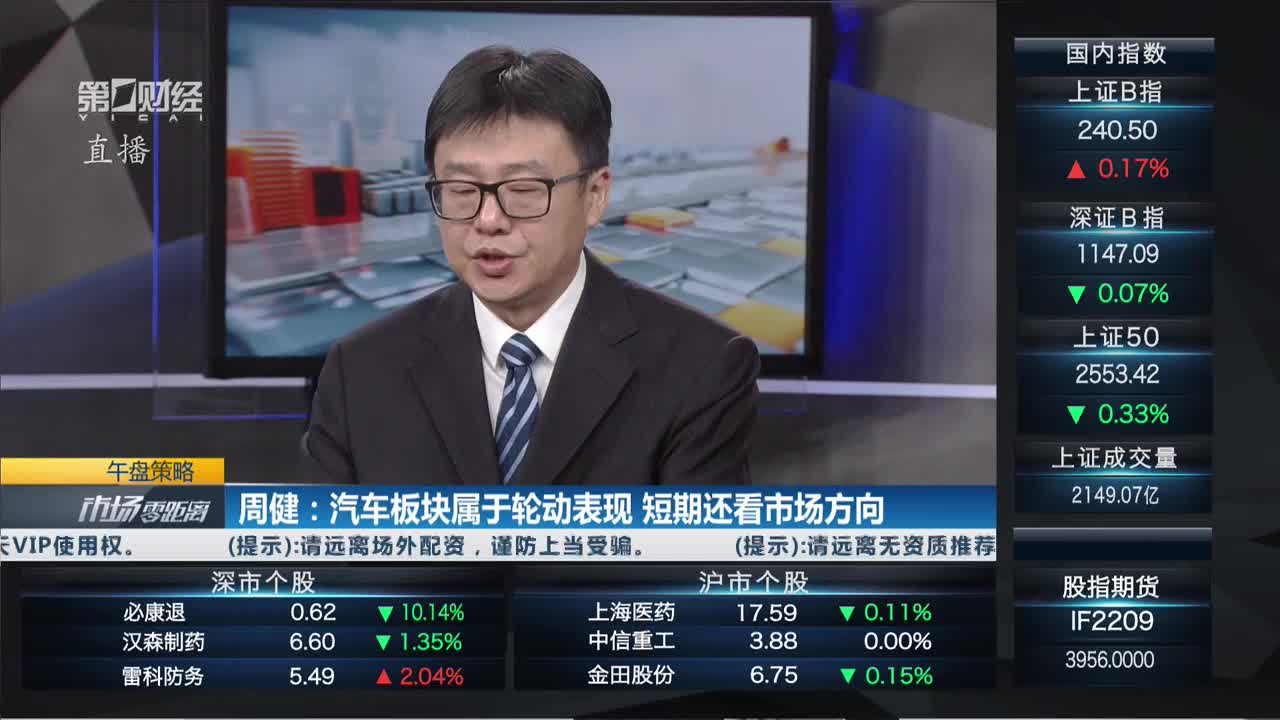 第一财经
YICAI
直播
午盘策略
市场零距离
周健：汽车板块属于轮动表现 短期还看市场方向
天VIP使用权。 (提示):请远离场外配资，谨防上当受骗。 (提示):请远离无资质推荐
深市个股
必康退 0.62 ▼10.14%
汉森制药 6.60 ▼1.35%
雷科防务 5.49 ▲2.04%
沪市个股
上海医药 17.59 ▼0.11%
中信重工 3.88 0.00%
金田股份 6.75 ▼0.15%
国内指数
上证B指
240.50
▲ 0.17%
深证B指
1147.09
▼ 0.07%
上证50
2553.42
▼ 0.33%
上证成交量
2149.07亿
股指期货
IF2209
3956.0000